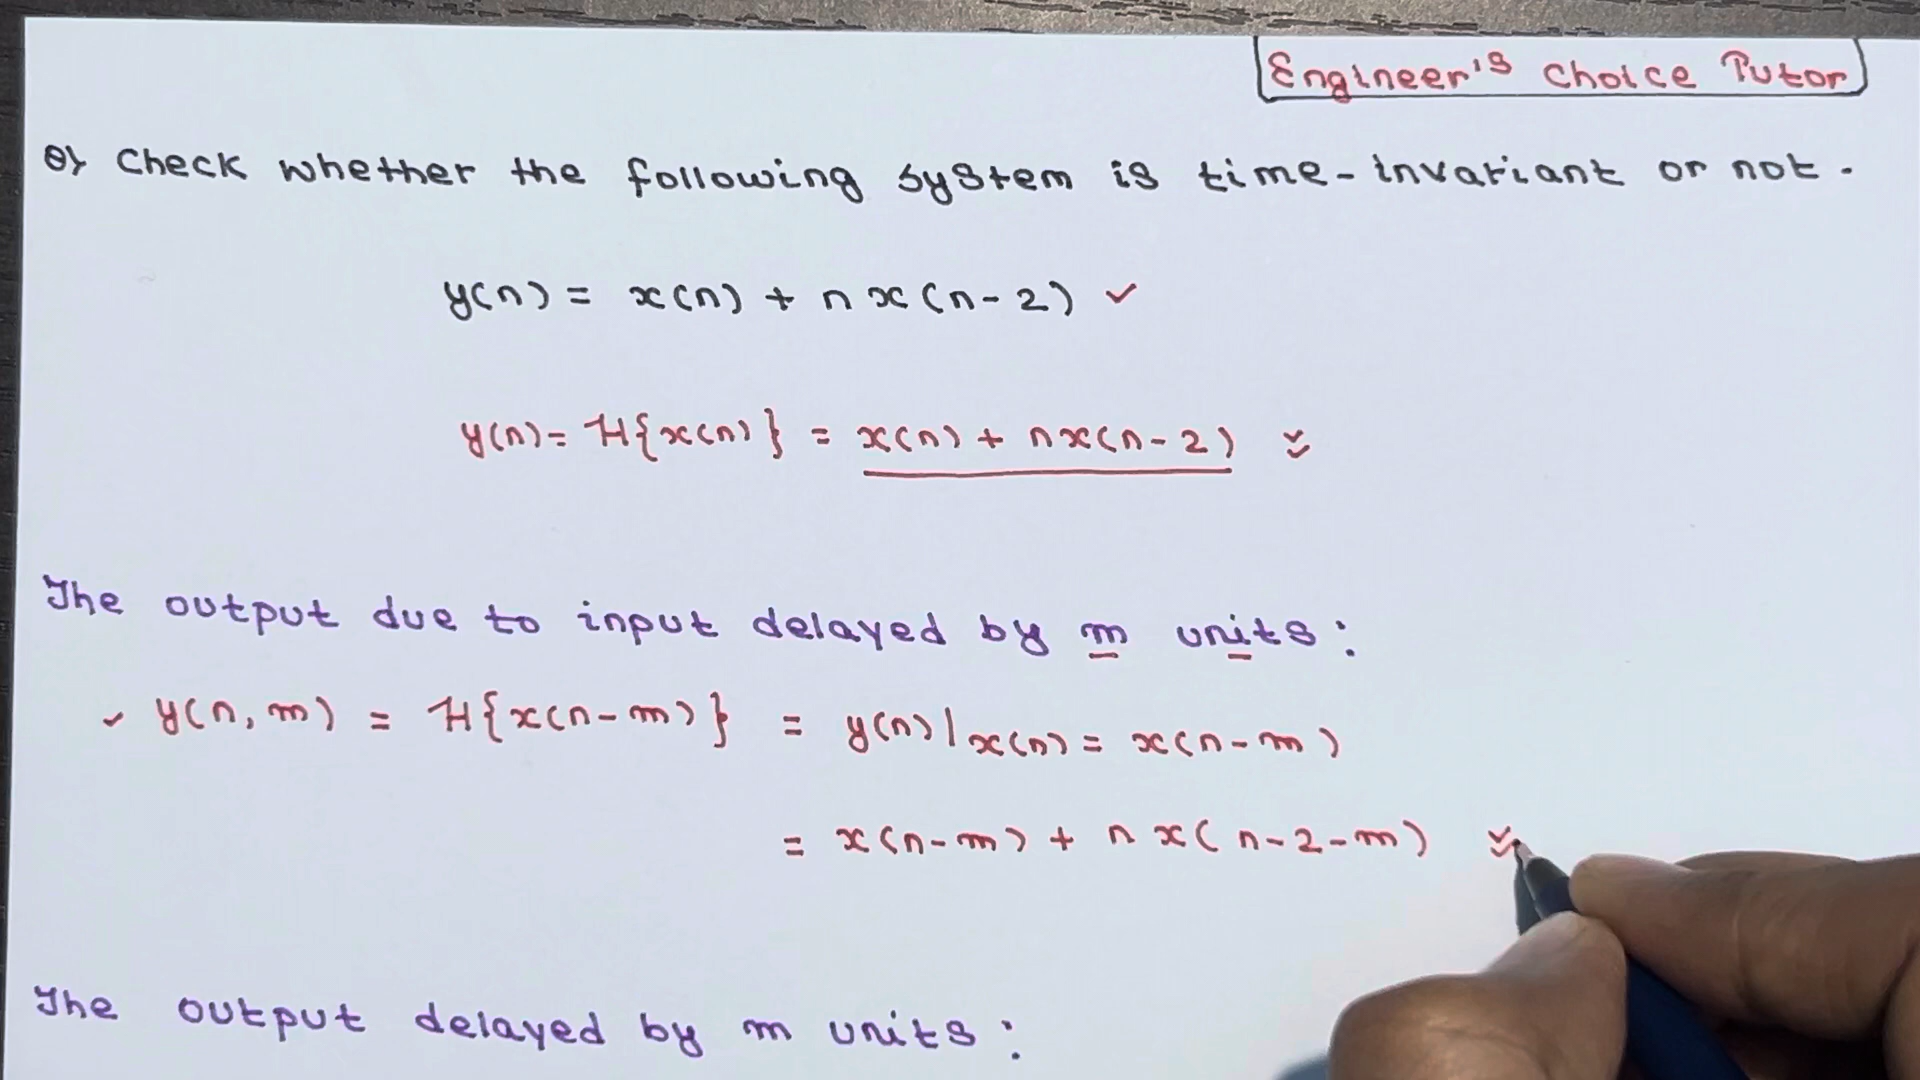 Engineer's Choice Tutor
Q) Check whether the following system is time-invariant or not.
y(n) = x(n) + n x(n-2) ✓
y(n) = H{x(n)} = x(n) + nx(n-2)
The output due to input delayed by m units:
✓ y(n,m) = H{x(n-m)} = y(n)|x(n) = x(n-m)
= x(n-m) + n x(n-2-m)
The output delayed by m units: